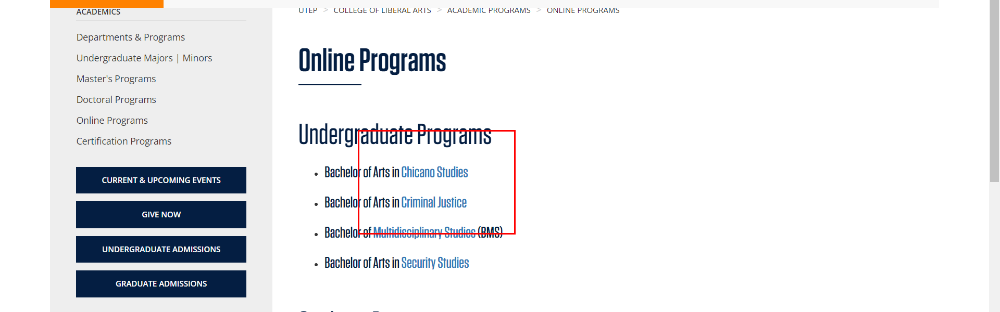 ACADEMICS
Departments & Programs
Undergraduate Majors | Minors
Master's Programs
Doctoral Programs
Online Programs
Certification Programs
CURRENT & UPCOMING EVENTS
GIVE NOW
UNDERGRADUATE ADMISSIONS
GRADUATE ADMISSIONS
UTEP > COLLEGE OF LIBERAL ARTS > ACADEMIC PROGRAMS > ONLINE PROGRAMS
Online Programs
Undergraduate Programs
• Bachelor of Arts in Chicano Studies
• Bachelor of Arts in Criminal Justice
• Bachelor of Multidisciplinary Studies (BMS)
• Bachelor of Arts in Security Studies